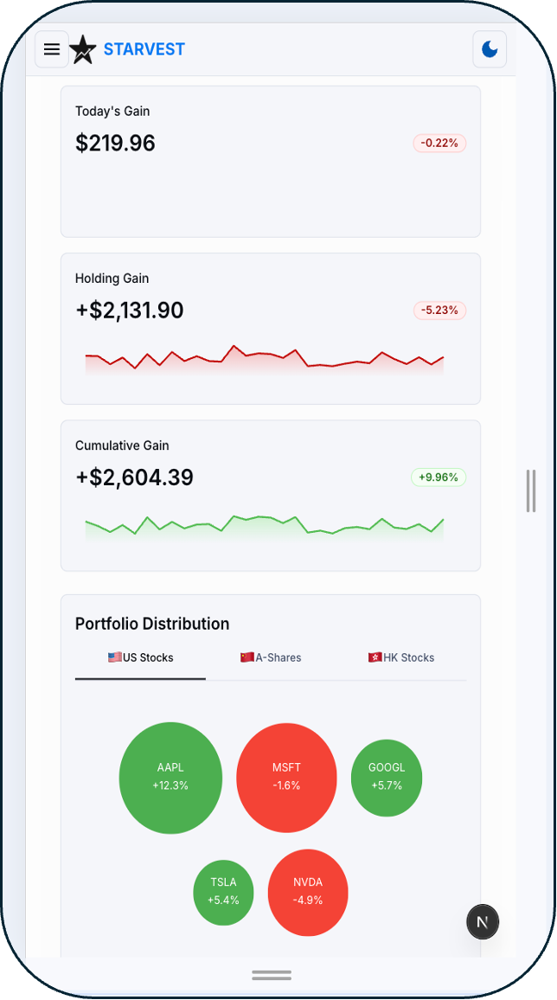 STARVEST
Today's Gain
$219.96
-0.22%
Holding Gain
+$2,131.90
-5.23%
Cumulative Gain
+$2,604.39
+9.96%
Portfolio Distribution
🇺🇸US Stocks
🇨🇳A-Shares
🇭🇰HK Stocks
AAPL
+12.3%
MSFT
-1.6%
GOOGL
+5.7%
TSLA
+5.4%
NVDA
-4.9%
N